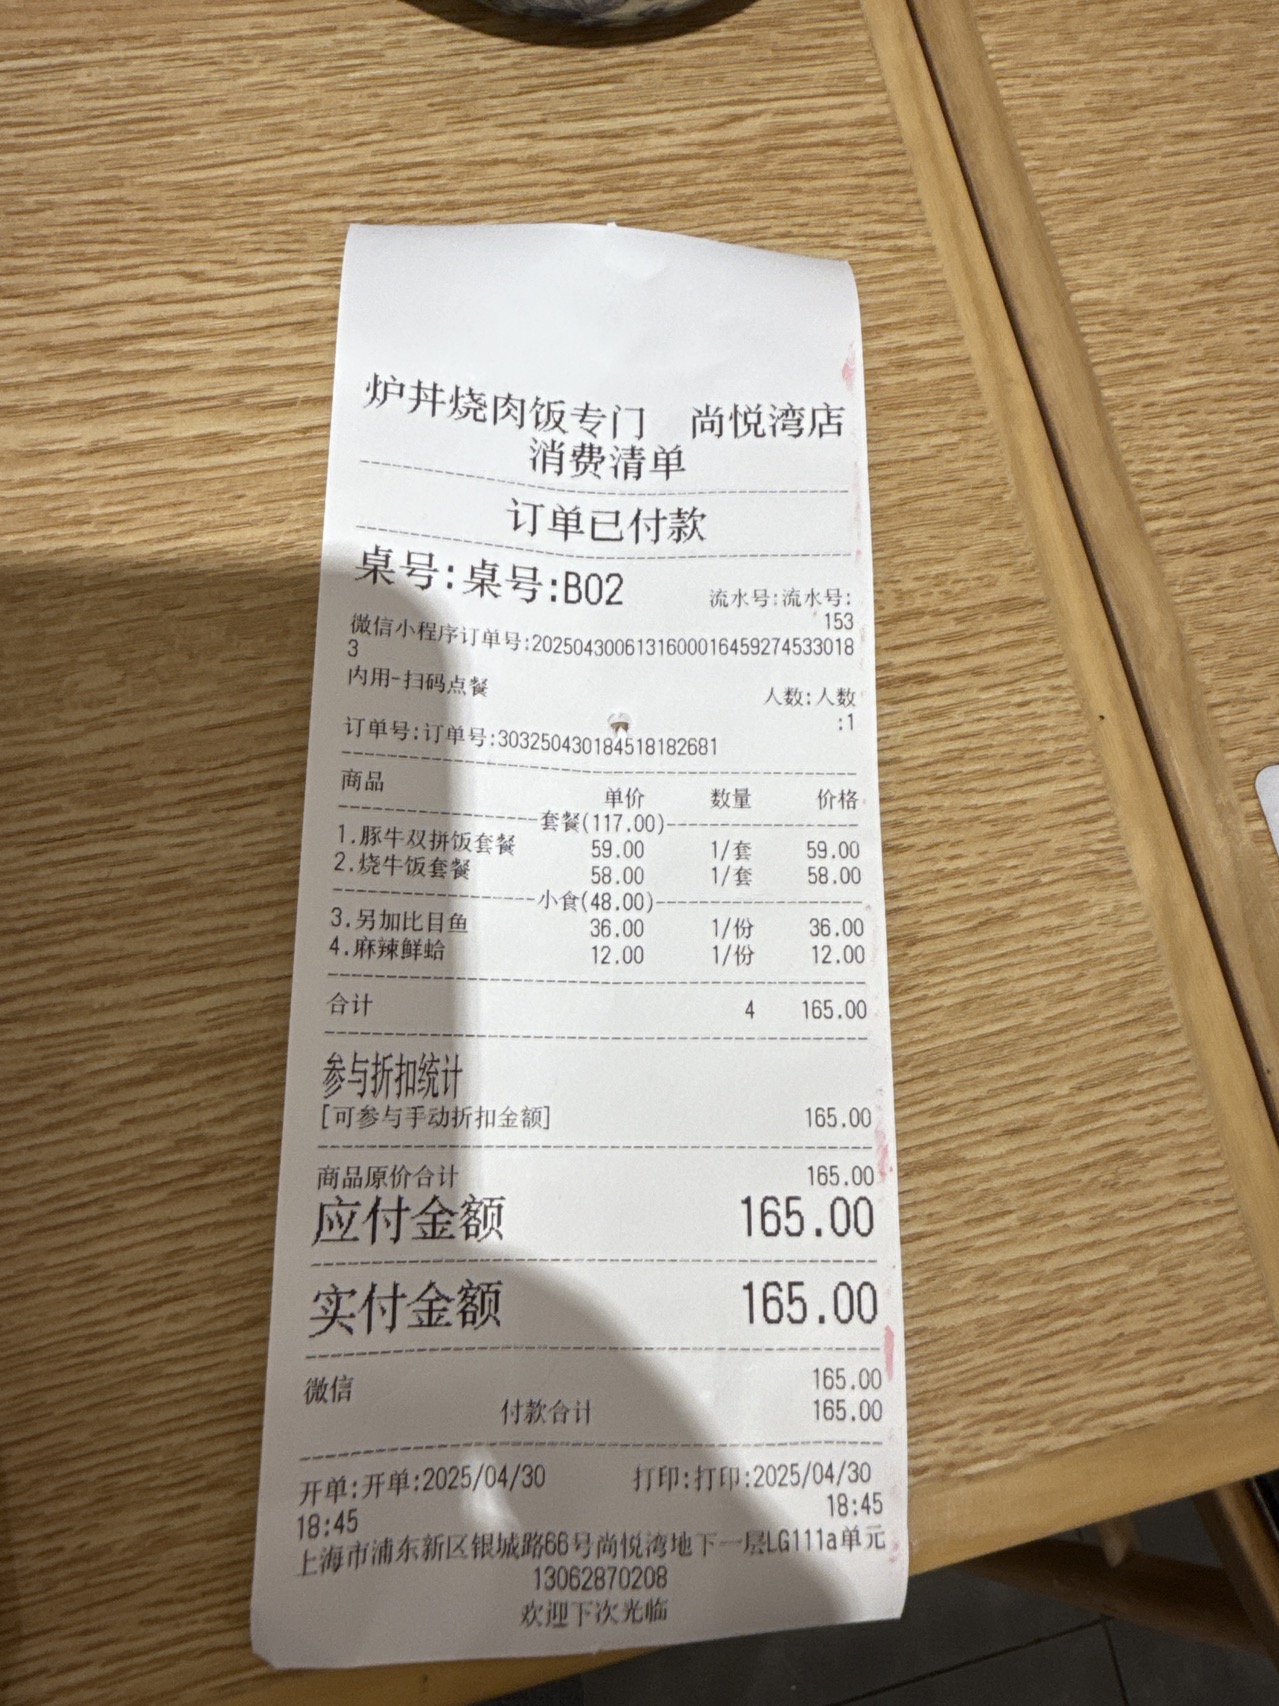 炉丼烧肉饭专门 尚悦湾店
消费清单
订单已付款
桌号:桌号:B02 流水号:流水号:
153
微信小程序订单号:202504300613160001645927453301​8
3
内用-扫码点餐 人数:人数
:1
订单号:订单号:303250430184518182681
商品 单价 数量 价格
套餐(117.00)
1.豚牛双拼饭套餐 59.00 1/套 59.00
2.烧牛饭套餐 58.00 1/套 58.00
小食(48.00)
3.另加比目鱼 36.00 1/份 36.00
4.麻辣鲜蛤 12.00 1/份 12.00
合计 4 165.00
参与折扣统计
[可参与手动折扣金额] 165.00
商品原价合计 165.00
应付金额 165.00
实付金额 165.00
微信 165.00
付款合计 165.00
开单:开单:2025/04/30 打印:打印:2025/04/30
18:45 18:45
上海市浦东新区银城路66号尚悦湾地下一层LG111a单元
13062870208
欢迎下次光临